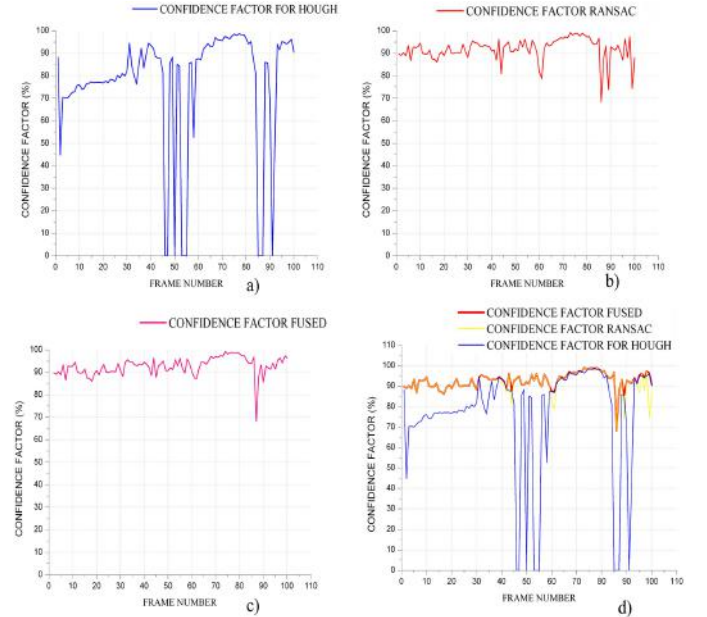 CONFIDENCE FACTOR FOR HOUGH
CONFIDENCE FACTOR (%)
100
90
80
70
60
50
40
30
20
10
0
0 10 20 30 40 50 60 70 80 90 100 110
FRAME NUMBER
a)
CONFIDENCE FACTOR RANSAC
CONFIDENCE FACTOR (%)
100
90
80
70
60
50
40
30
20
10
0
0 10 20 30 40 50 60 70 80 90 100 110
FRAME NUMBER
b)
CONFIDENCE FACTOR FUSED
CONFIDENCE FACTOR (%)
100
90
80
70
60
50
40
30
20
10
0
0 10 20 30 40 50 60 70 80 90 100 110
FRAME NUMBER
c)
CONFIDENCE FACTOR FUSED
CONFIDENCE FACTOR RANSAC
CONFIDENCE FACTOR FOR HOUGH
CONFIDENCE FACTOR (%)
110
100
90
80
70
60
50
40
30
20
10
0
0 10 20 30 40 50 60 70 80 90 100 110
FRAME NUMBER
d)